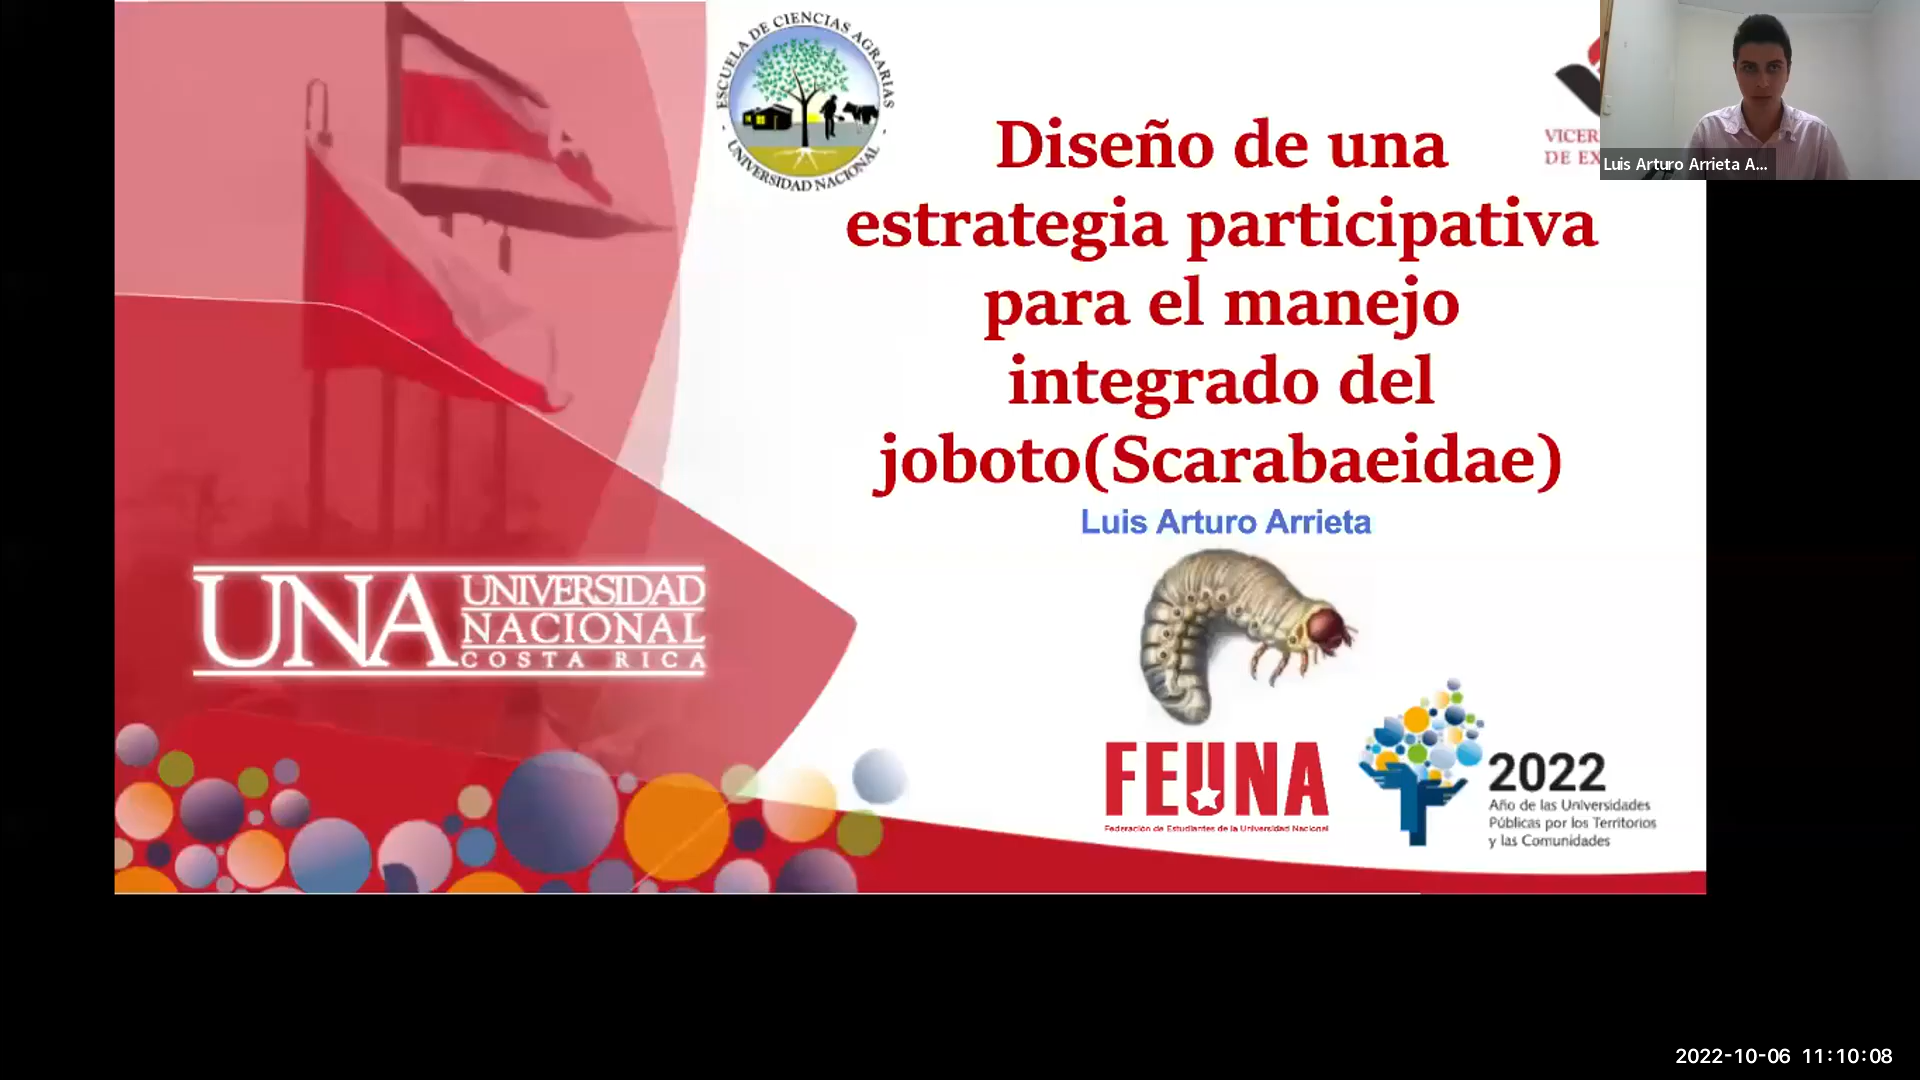 ESCUELA DE CIENCIAS AGRARIAS
UNIVERSIDAD NACIONAL
Diseño de una
estrategia participativa
para el manejo
integrado del
joboto(Scarabaeidae)
Luis Arturo Arrieta
VICER
DE EX
Luis Arturo Arrieta A...
UNA UNIVERSIDAD
NACIONAL
COSTA RICA
FEUNA
Federación de Estudiantes de la Universidad Nacional
2022
Año de las Universidades
Públicas por los Territorios
y las Comunidades
2022-10-06 11:10:08